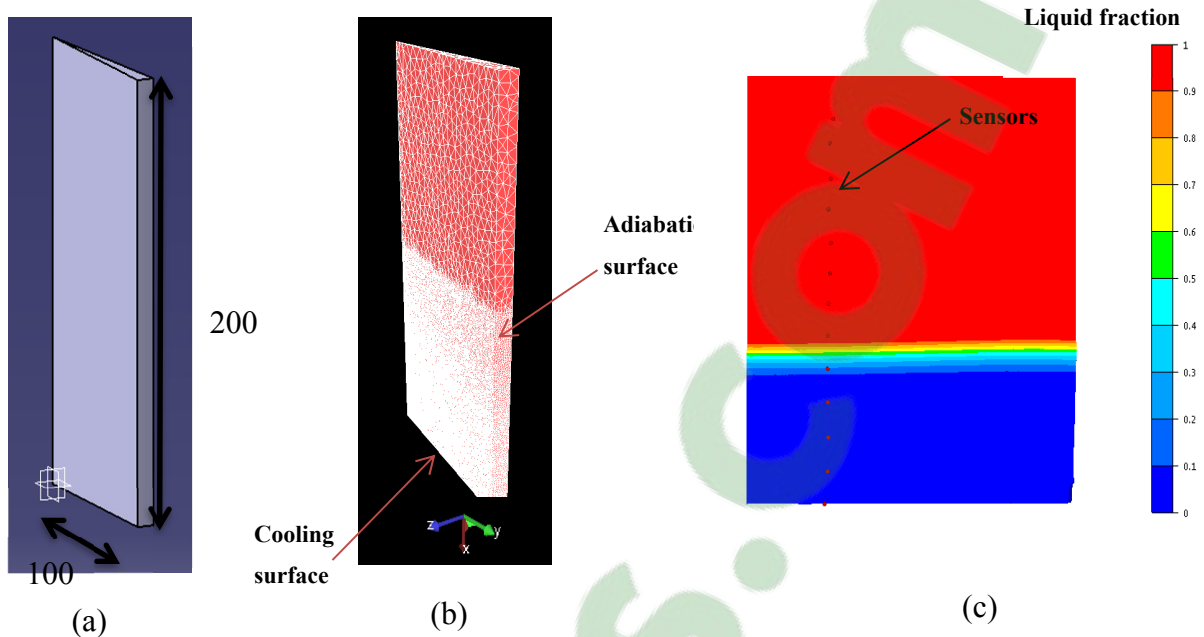 200
100
(a)
Adiabati
surface
Cooling
surface
z
y
x
(b)
Liquid fraction
Sensors
1
0.9
0.8
0.7
0.6
0.5
0.4
0.3
0.2
0.1
0
(c)
s.com